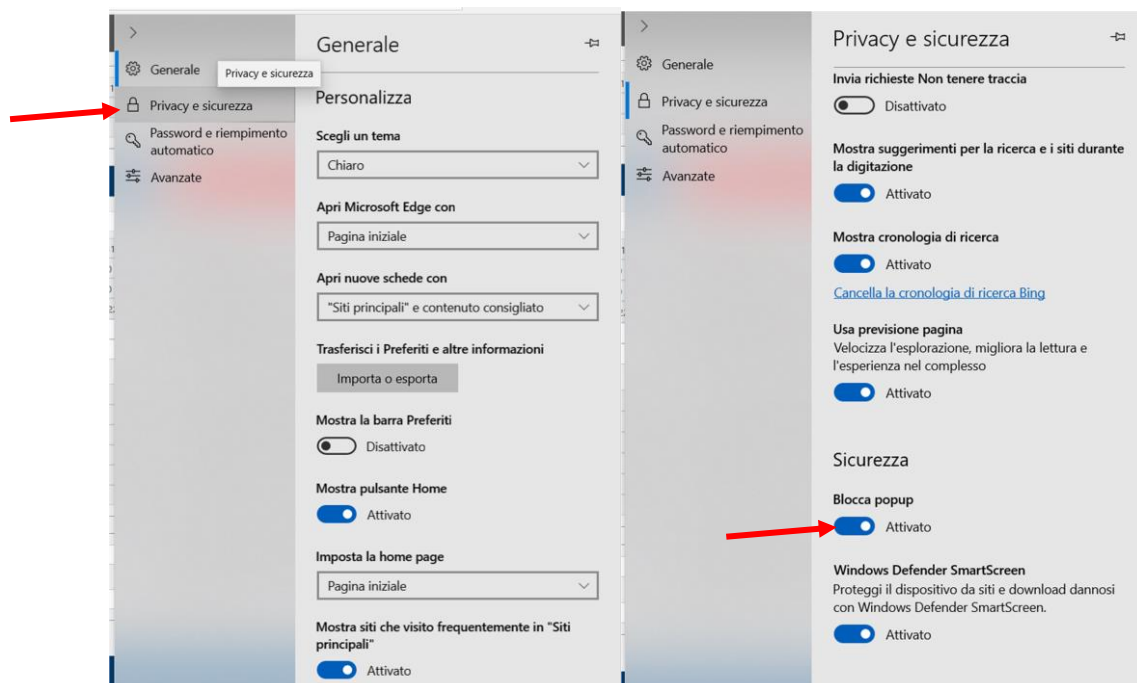 Generale
Privacy e sicurezza
Privacy e sicurezza
Password e riempimento
automatico
Avanzate
Generale
Personalizza
Scegli un tema
Chiaro
Apri Microsoft Edge con
Pagina iniziale
Apri nuove schede con
"Siti principali" e contenuto consigliato
Trasferisci i Preferiti e altre informazioni
Importa o esporta
Mostra la barra Preferiti
Disattivato
Mostra pulsante Home
Attivato
Imposta la home page
Pagina iniziale
Mostra siti che visito frequentemente in "Siti
principali"
Attivato
Generale
Privacy e sicurezza
Password e riempimento
automatico
Avanzate
Privacy e sicurezza
Invia richieste Non tenere traccia
Disattivato
Mostra suggerimenti per la ricerca e i siti durante
la digitazione
Attivato
Mostra cronologia di ricerca
Attivato
Cancella la cronologia di ricerca Bing
Usa previsione pagina
Velocizza l'esplorazione, migliora la lettura e
l'esperienza nel complesso
Attivato
Sicurezza
Blocca popup
Attivato
Windows Defender SmartScreen
Proteggi il dispositivo da siti e download dannosi
con Windows Defender SmartScreen.
Attivato